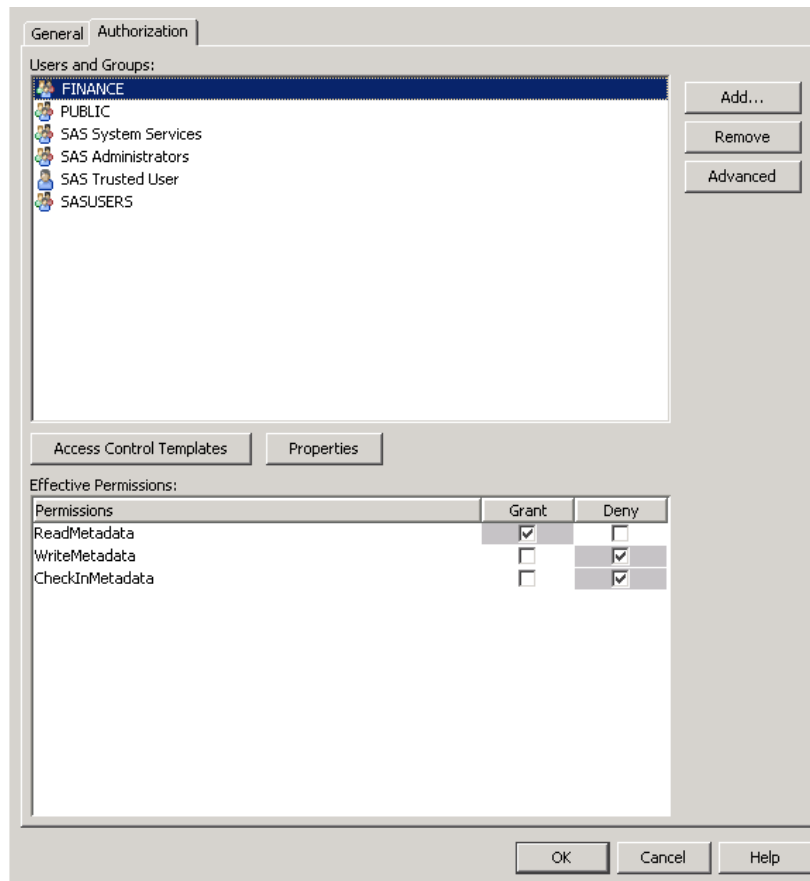 General Authorization
Users and Groups:
FINANCE
Add...
PUBLIC
SAS System Services
Remove
SAS Administrators
SAS Trusted User
Advanced
SASUSERS
Access Control Templates Properties
Effective Permissions:
Permissions Grant Deny
ReadMetadata
WriteMetadata
CheckInMetadata
OK Cancel Help